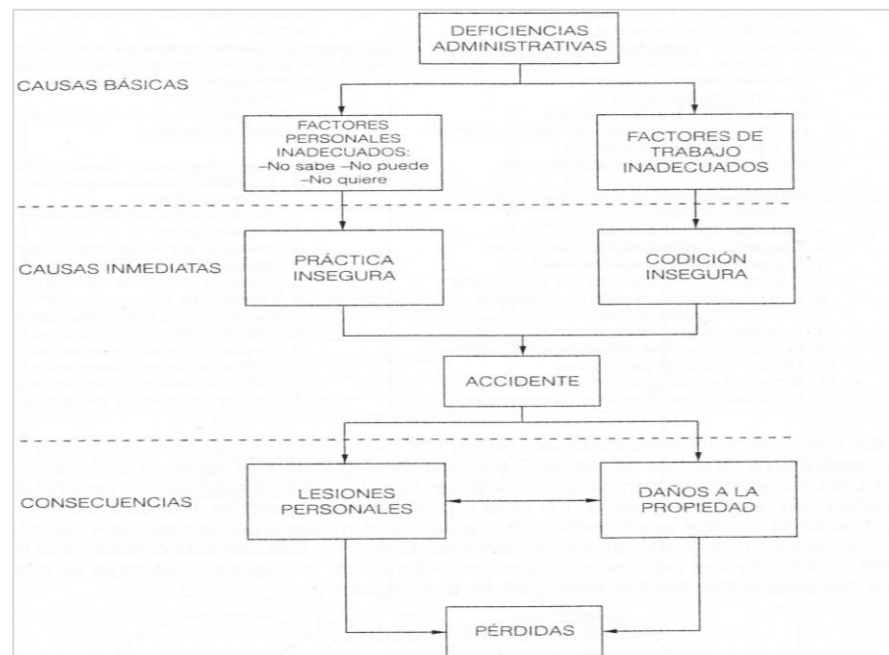 DEFICIENCIAS
ADMINISTRATIVAS
CAUSAS BÁSICAS
FACTORES
PERSONALES
INADECUADOS:
–No sabe –No puede
–No quiere
FACTORES DE
TRABAJO
INADECUADOS
CAUSAS INMEDIATAS
PRÁCTICA
INSEGURA
CODICIÓN
INSEGURA
ACCIDENTE
CONSECUENCIAS
LESIONES
PERSONALES
DAÑOS A LA
PROPIEDAD
PÉRDIDAS